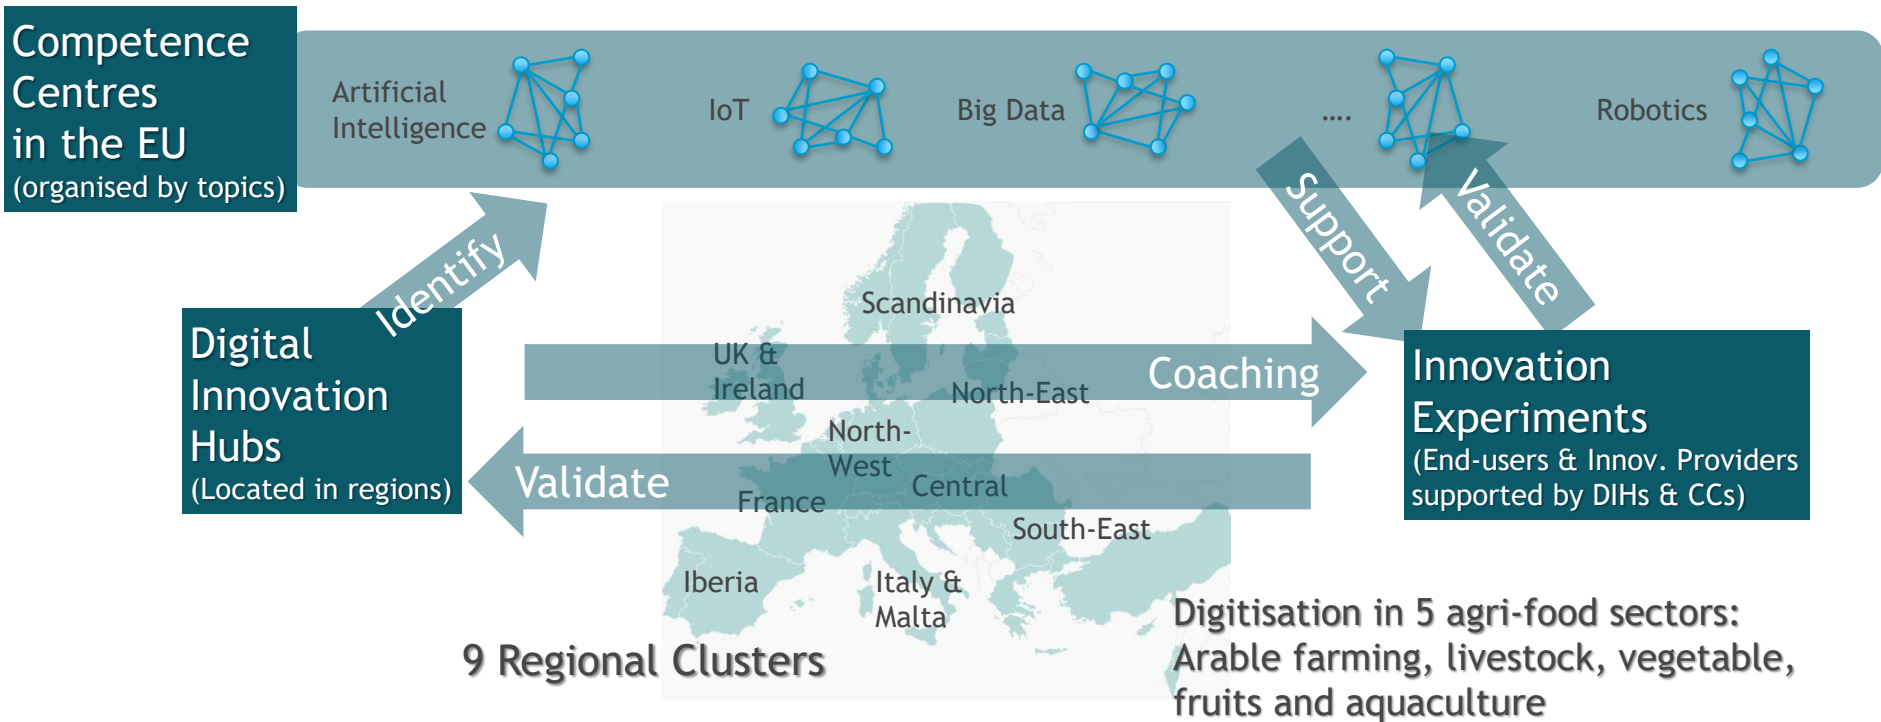 Competence
Centres
in the EU
(organised by topics)
Artificial
Intelligence
IoT
Big Data
....
Robotics
Identify
Support
Validate
Digital
Innovation
Hubs
(Located in regions)
Scandinavia
UK &
Ireland
North-East
Coaching
North-
West
Validate
France
Central
South-East
Iberia
Italy &
Malta
Innovation
Experiments
(End-users & Innov. Providers
supported by DIHs & CCs)
9 Regional Clusters
Digitisation in 5 agri-food sectors:
Arable farming, livestock, vegetable,
fruits and aquaculture